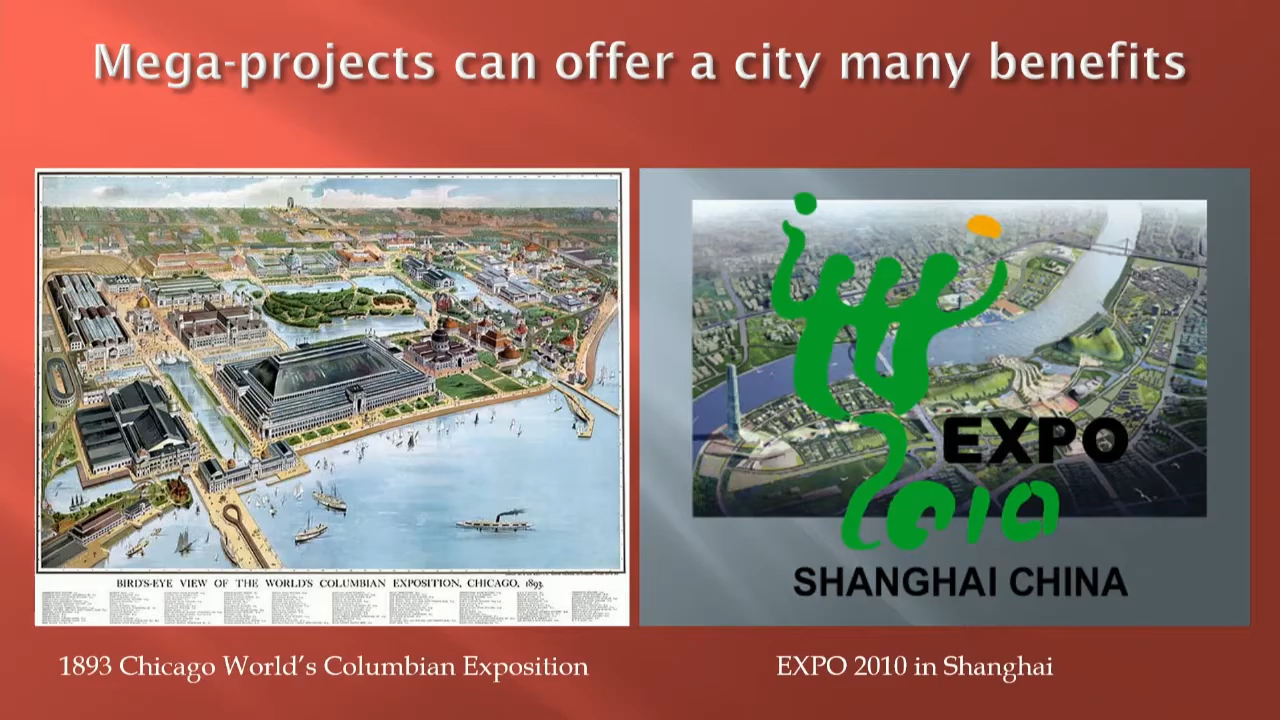 Mega-projects can offer a city many benefits
BIRD'S-EYE VIEW OF THE WORLD'S COLUMBIAN EXPOSITION, CHICAGO, 1893.
EXPO
2010
SHANGHAI CHINA
1893 Chicago World’s Columbian Exposition
EXPO 2010 in Shanghai